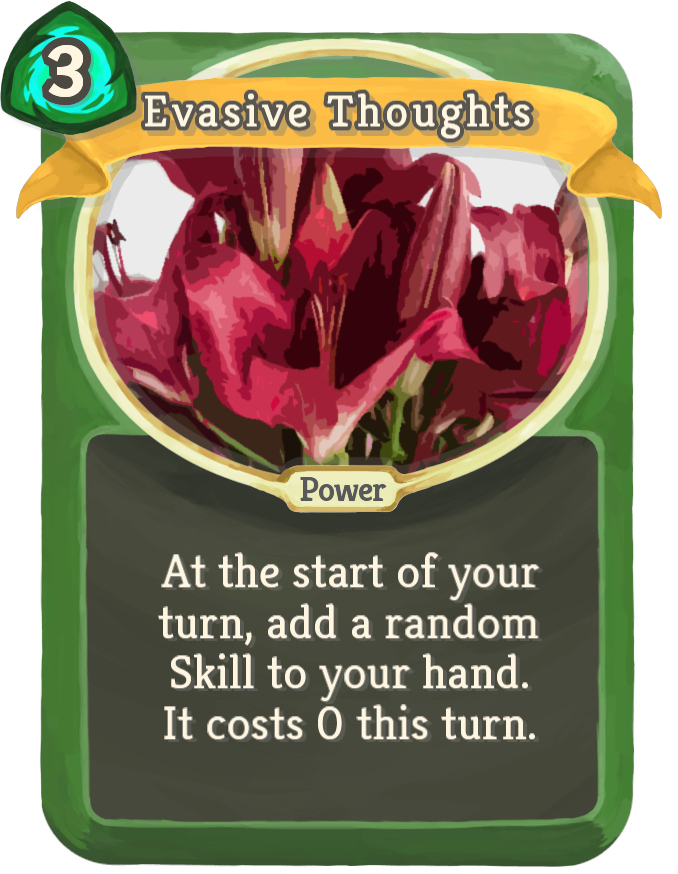 3
Evasive Thoughts
Power
At the start of your
turn, add a random
Skill to your hand.
It costs 0 this turn.